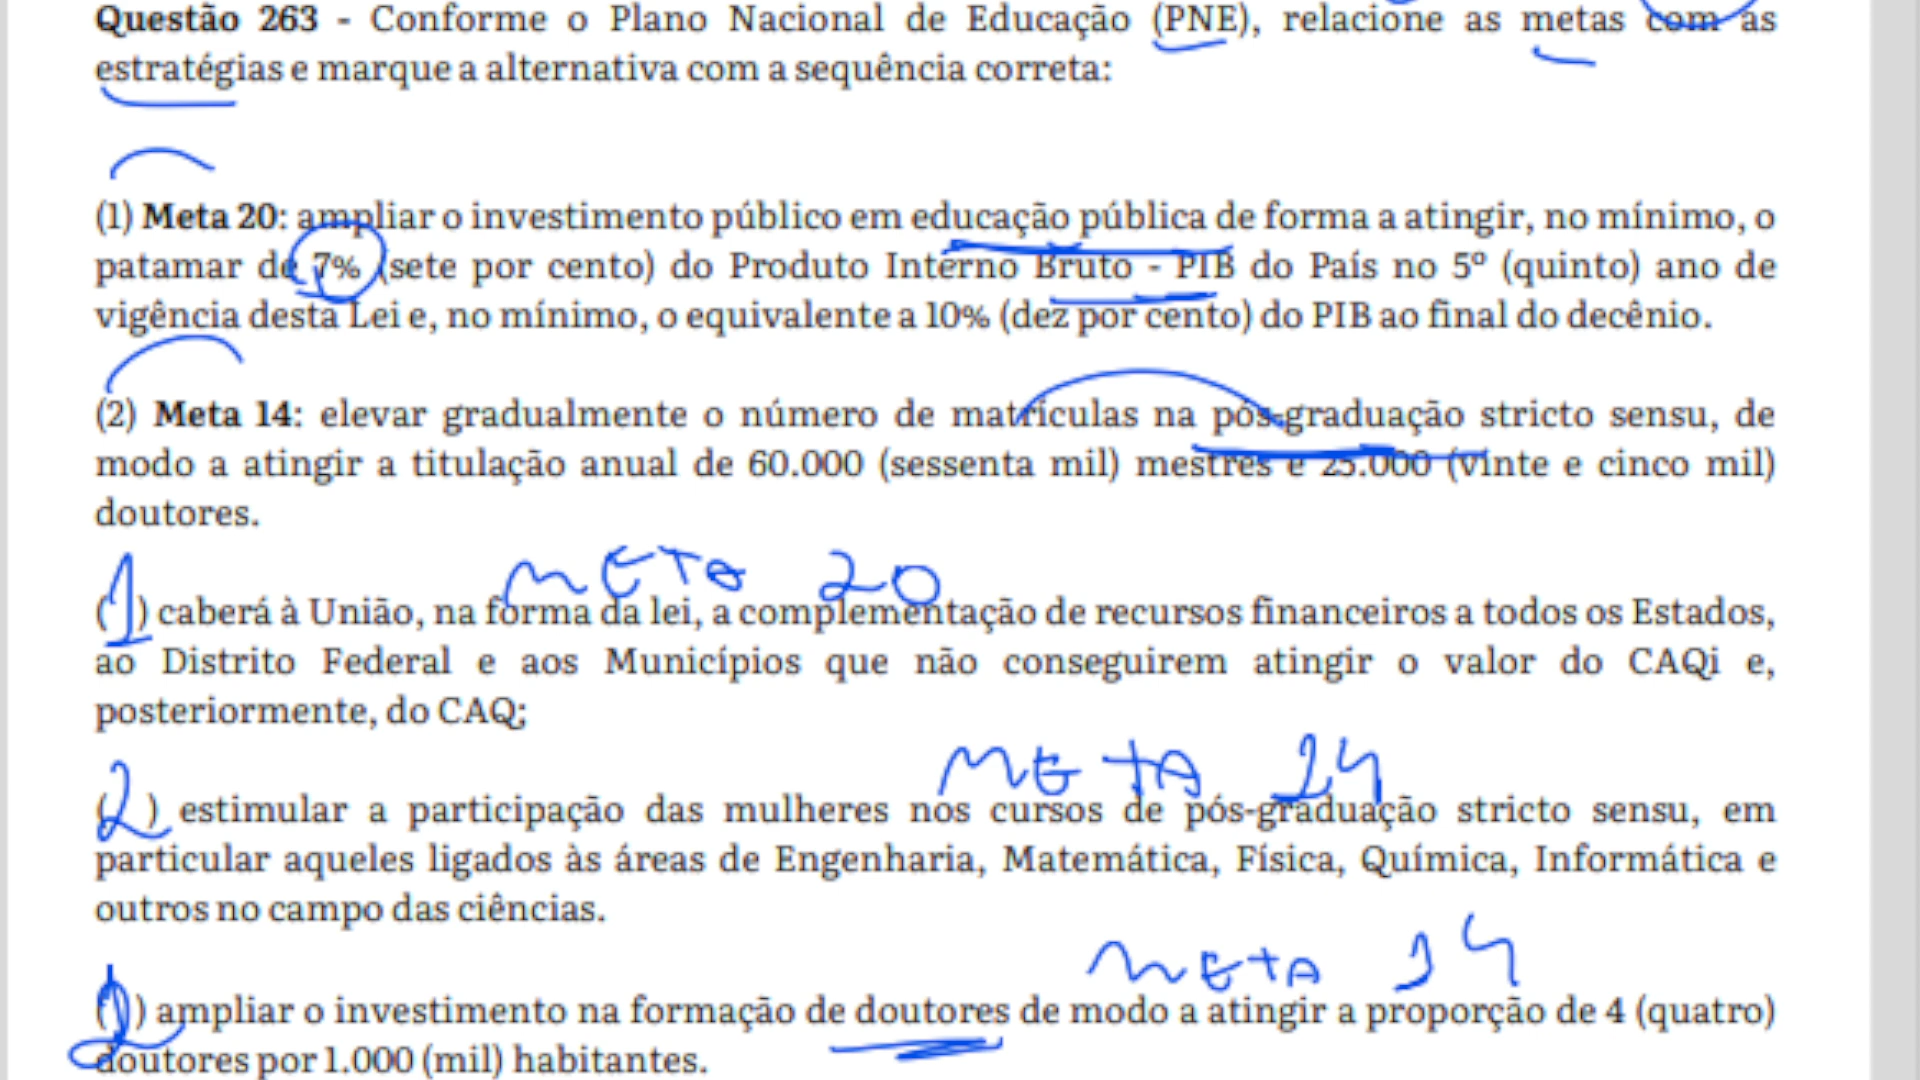 Questão 263 - Conforme o Plano Nacional de Educação (PNE), relacione as metas com as
estratégias e marque a alternativa com a sequência correta:
(1) Meta 20: ampliar o investimento público em educação pública de forma a atingir, no mínimo, o
patamar de 7% (sete por cento) do Produto Interno Bruto - PIB do País no 5º (quinto) ano de
vigência desta Lei e, no mínimo, o equivalente a 10% (dez por cento) do PIB ao final do decênio.
(2) Meta 14: elevar gradualmente o número de matrículas na pós-graduação stricto sensu, de
modo a atingir a titulação anual de 60.000 (sessenta mil) mestres e 25.000 (vinte e cinco mil)
doutores.
META 20
(1) caberá à União, na forma da lei, a complementação de recursos financeiros a todos os Estados,
ao Distrito Federal e aos Municípios que não conseguirem atingir o valor do CAQi e,
posteriormente, do CAQ;
META 14
(2) estimular a participação das mulheres nos cursos de pós-graduação stricto sensu, em
particular aqueles ligados às áreas de Engenharia, Matemática, Física, Química, Informática e
outros no campo das ciências.
META 14
(2) ampliar o investimento na formação de doutores de modo a atingir a proporção de 4 (quatro)
doutores por 1.000 (mil) habitantes.